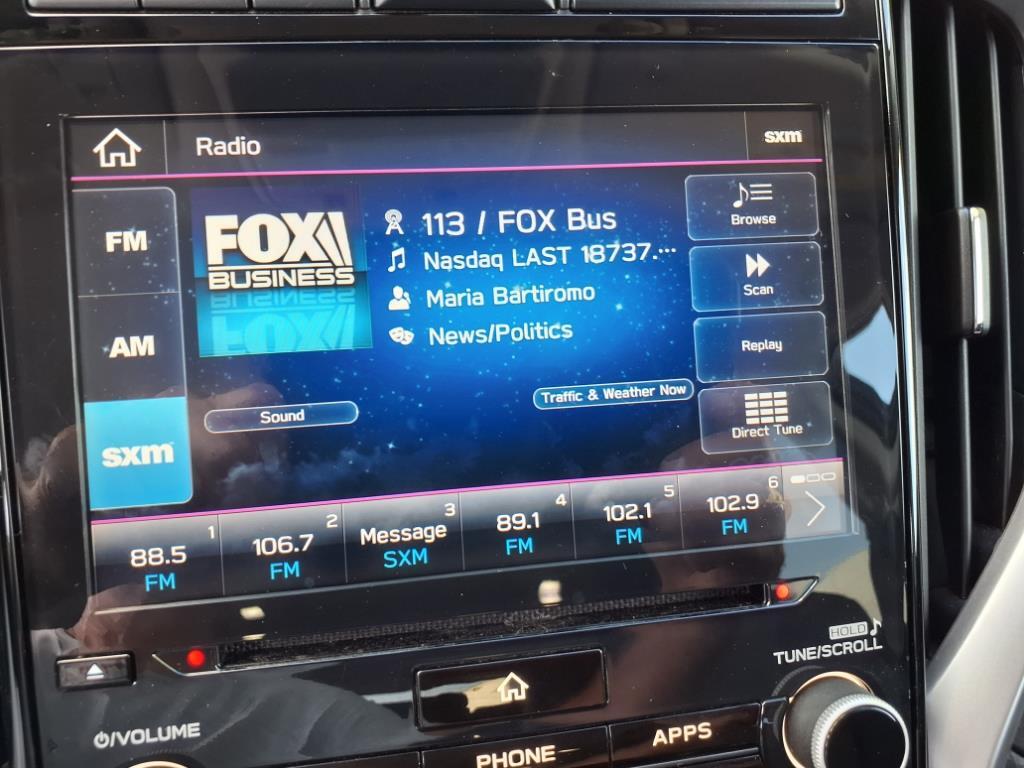 Radio
sxm
FM
AM
sxm
FOX
BUSINESS
113 / FOX Bus
Nasdaq LAST 18737....
Maria Bartiromo
News/Politics
Browse
Scan
Replay
Direct Tune
Sound
Traffic & Weather Now
1
88.5
FM
2
106.7
FM
3
Message
SXM
4
89.1
FM
5
102.1
FM
6
102.9
FM
HOLD
TUNE/SCROLL
/VOLUME
PHONE
APPS